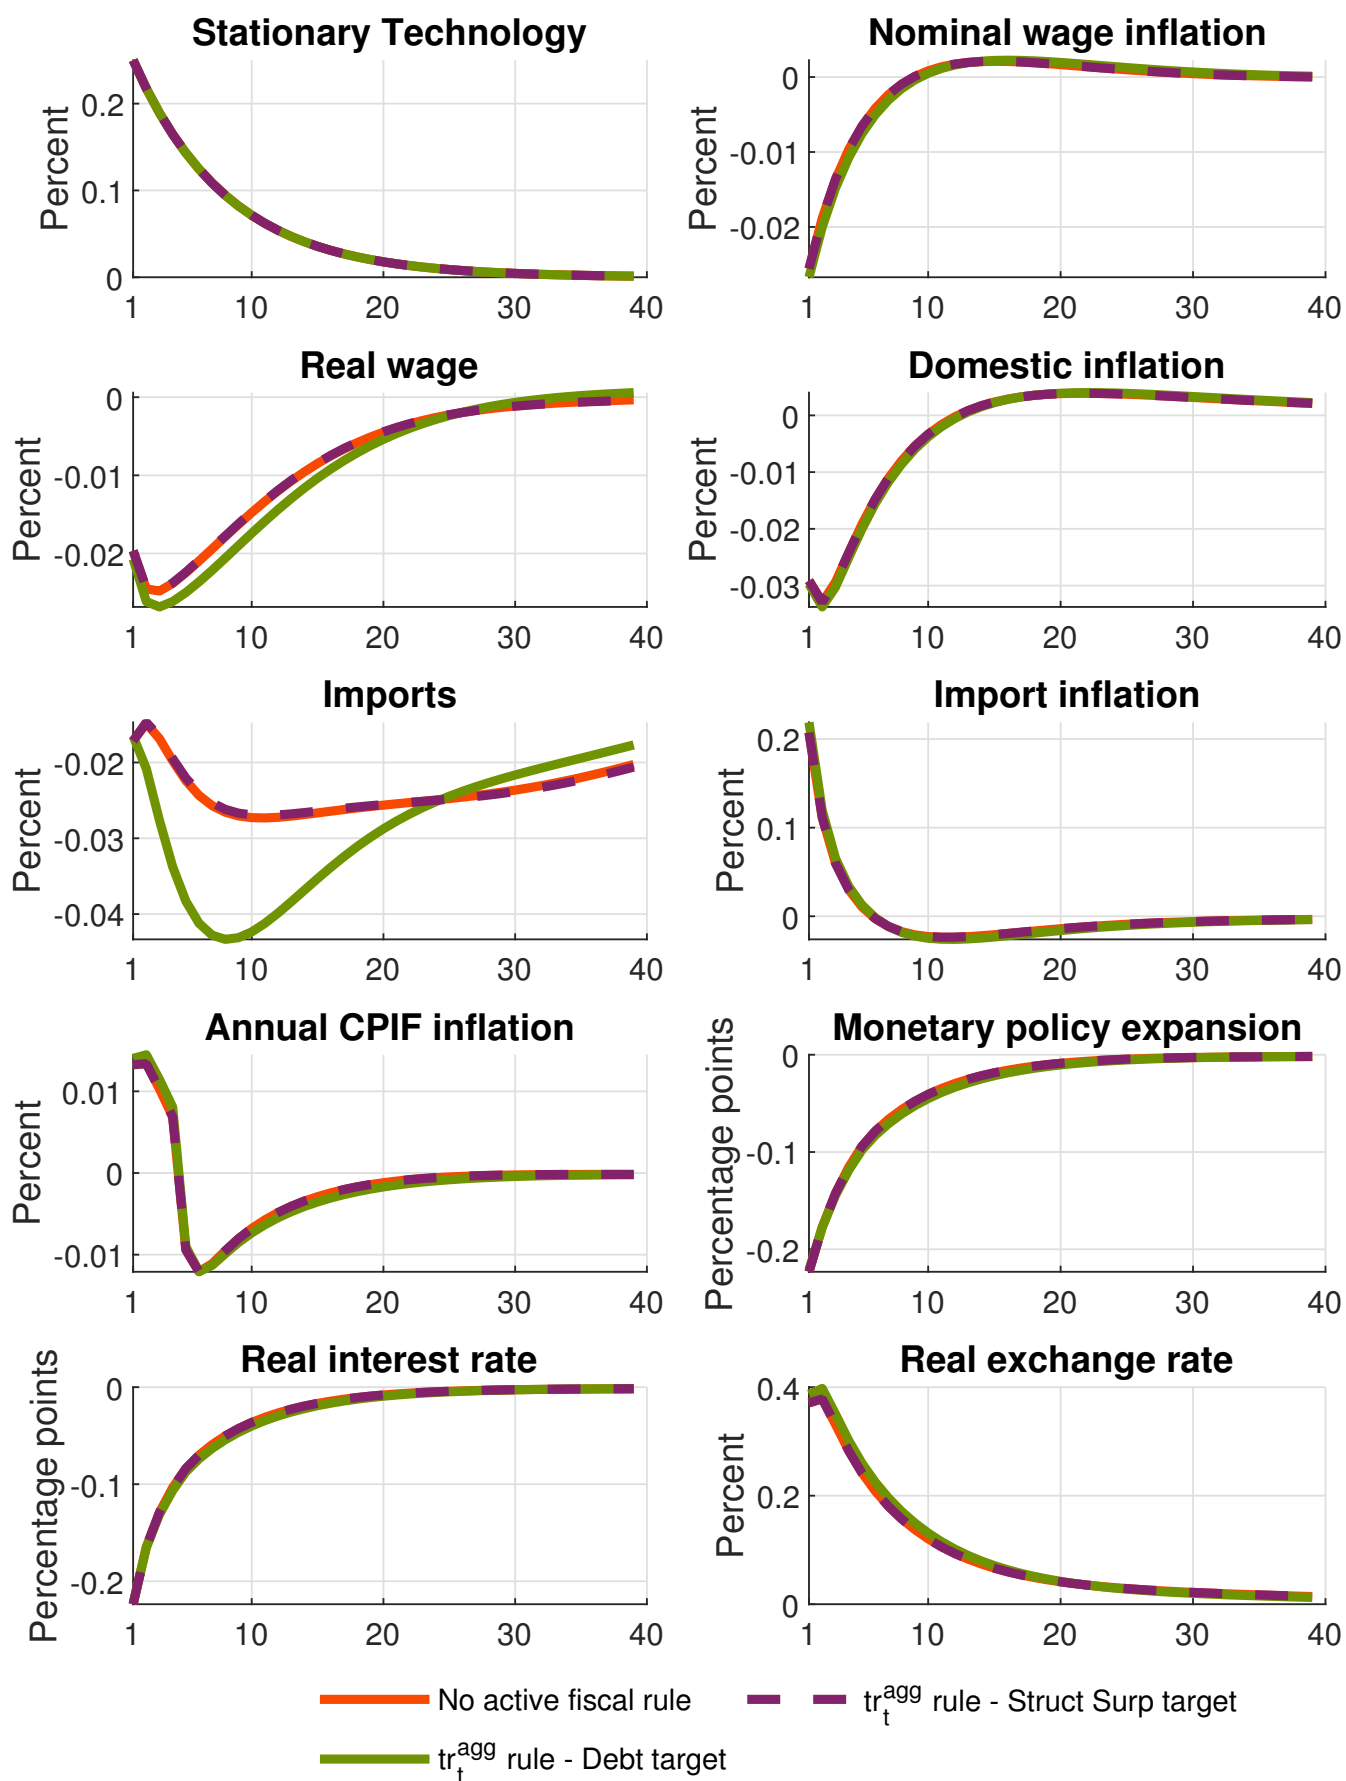 Stationary Technology
Percent
0.2
0.1
0
1 10 20 30 40
Nominal wage inflation
Percent
0
-0.01
-0.02
1 10 20 30 40
Real wage
Percent
0
-0.01
-0.02
1 10 20 30 40
Domestic inflation
Percent
0
-0.01
-0.02
-0.03
1 10 20 30 40
Imports
Percent
-0.02
-0.03
-0.04
1 10 20 30 40
Import inflation
Percent
0.2
0.1
0
1 10 20 30 40
Annual CPIF inflation
Percent
0.01
0
-0.01
1 10 20 30 40
Monetary policy expansion
Percentage points
0
-0.1
-0.2
1 10 20 30 40
Real interest rate
Percentage points
0
-0.1
-0.2
1 10 20 30 40
Real exchange rate
Percent
0.4
0.2
0
1 10 20 30 40
No active fiscal rule
tr_t^agg rule - Struct Surp target
tr_t^agg rule - Debt target